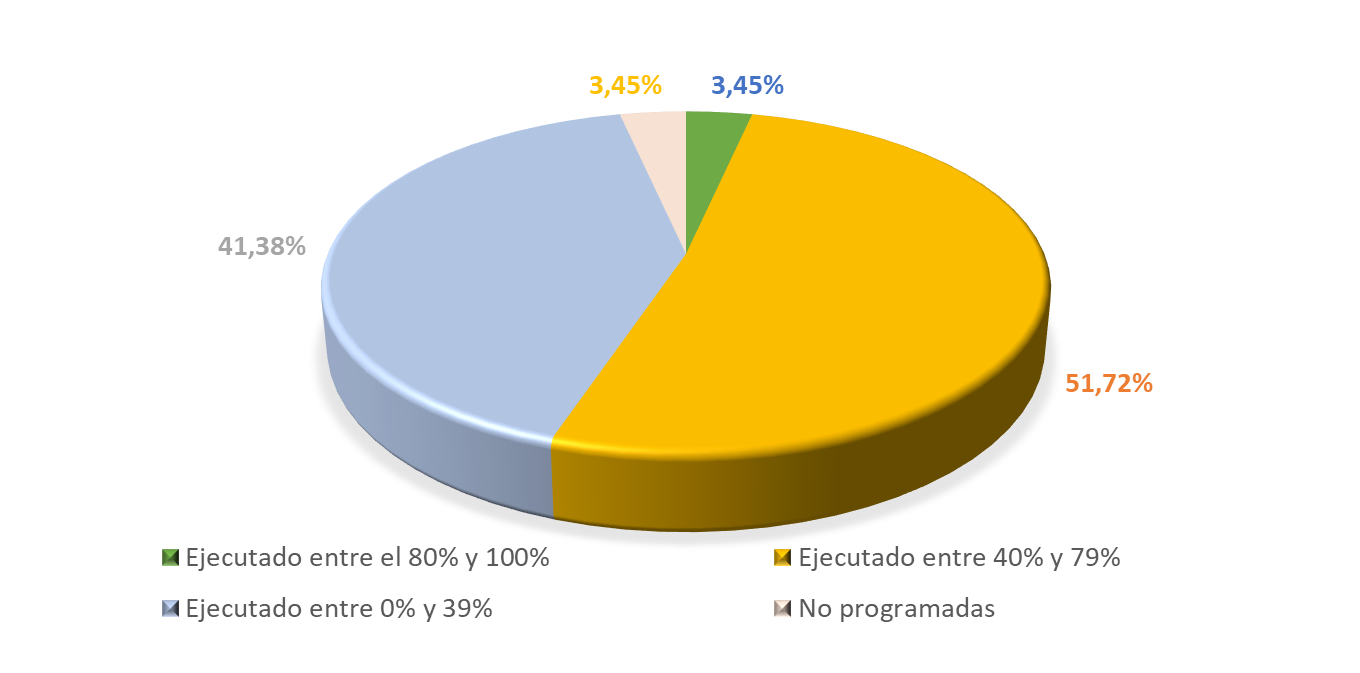 3,45%
3,45%
41,38%
51,72%
Ejecutado entre el 80% y 100%
Ejecutado entre 40% y 79%
Ejecutado entre 0% y 39%
No programadas